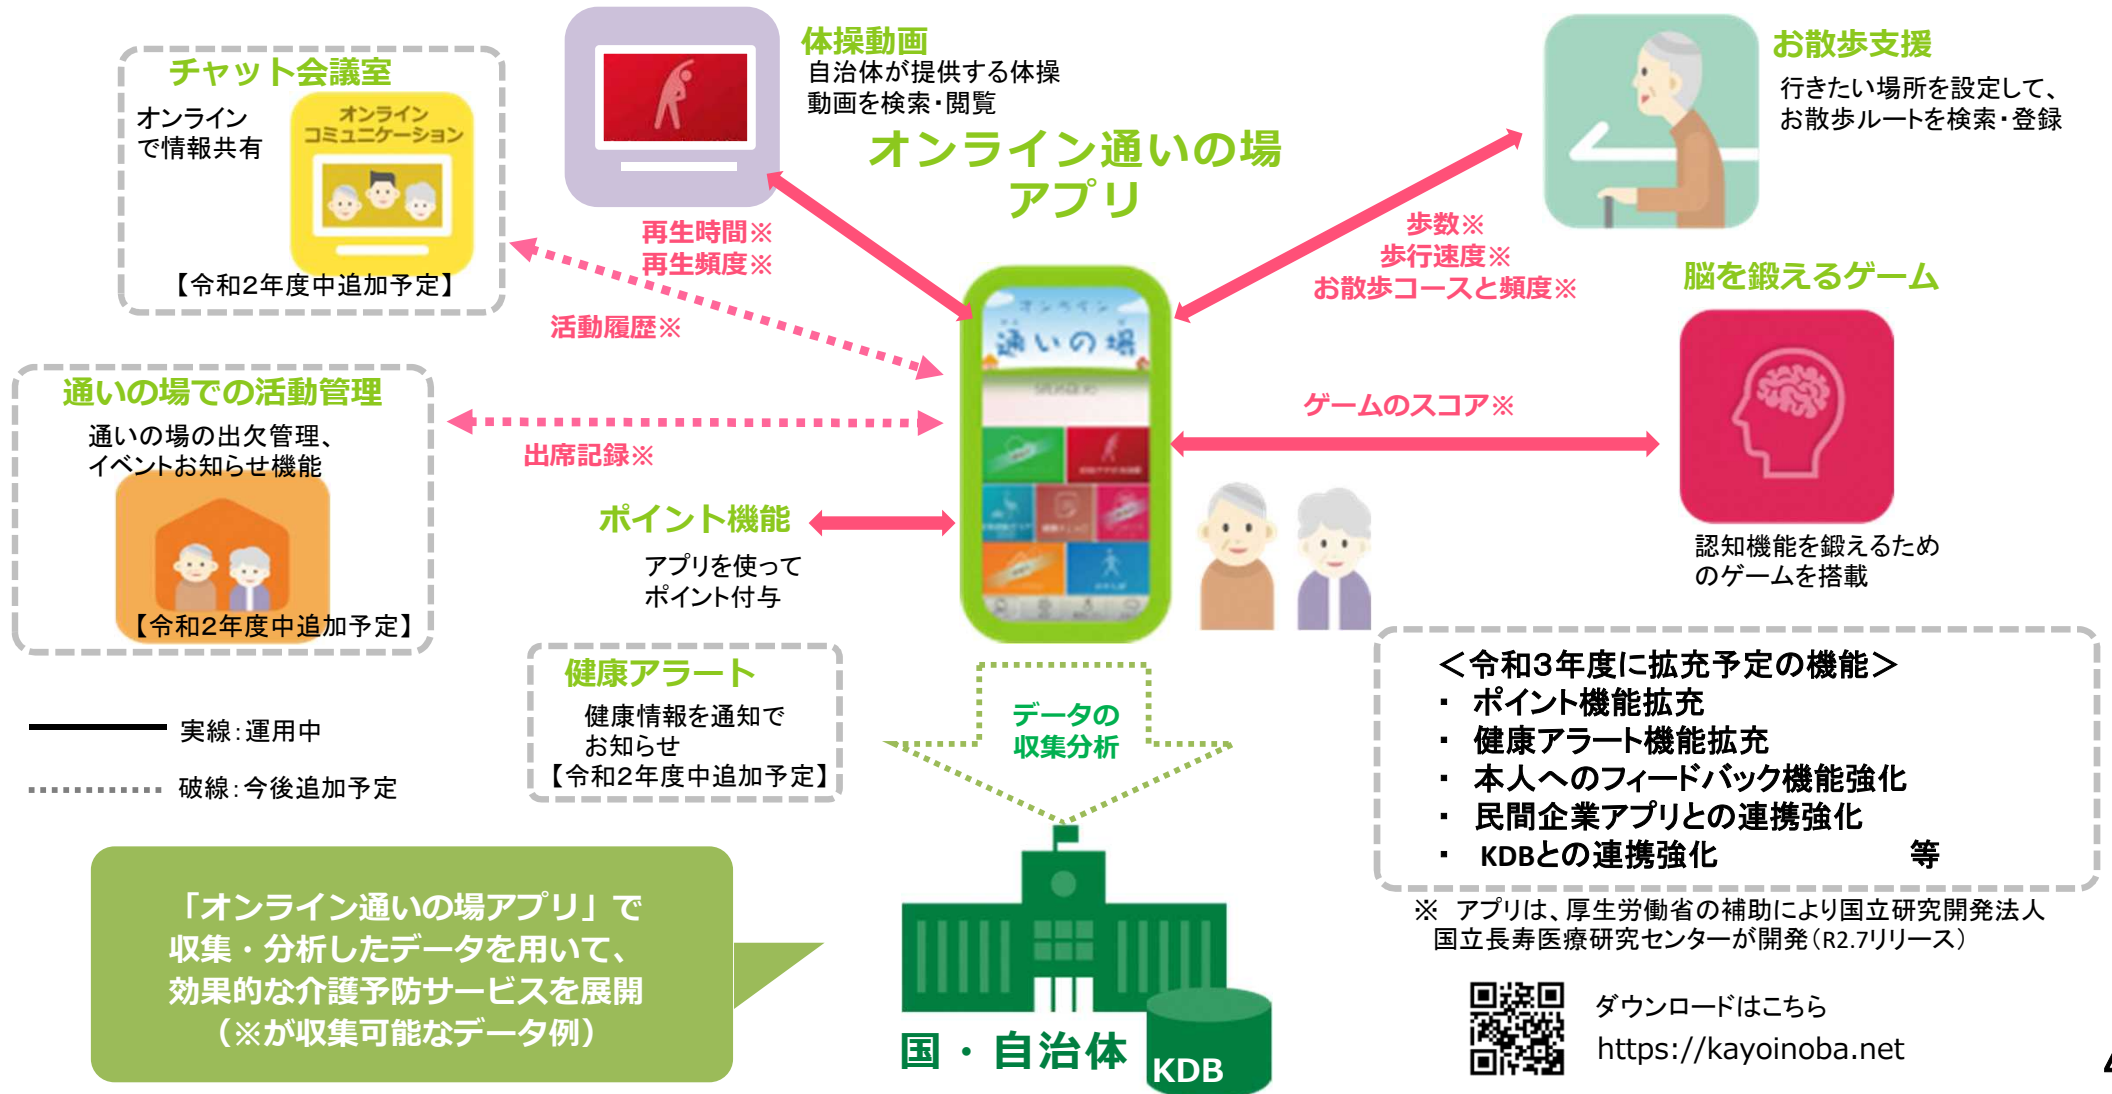 チャット会議室
オンライン
で情報共有
オンライン
コミュニケーション
【令和2年度中追加予定】
体操動画
自治体が提供する体操
動画を検索・閲覧
オンライン通いの場
アプリ
お散歩支援
行きたい場所を設定して、
お散歩ルートを検索・登録
再生時間※
再生頻度※
歩数※
歩行速度※
お散歩コースと頻度※
活動履歴※
脳を鍛えるゲーム
オンライン
通いの場
通いの場での活動管理
通いの場の出欠管理、
イベントお知らせ機能
【令和2年度中追加予定】
出席記録※
ゲームのスコア※
ポイント機能
アプリを使って
ポイント付与
認知機能を鍛えるため
のゲームを搭載
健康アラート
健康情報を通知で
お知らせ
【令和2年度中追加予定】
データの
収集分析
実線:運用中
破線:今後追加予定
＜令和3年度に拡充予定の機能＞
・ ポイント機能拡充
・ 健康アラート機能拡充
・ 本人へのフィードバック機能強化
・ 民間企業アプリとの連携強化
・ KDBとの連携強化 等
※ アプリは、厚生労働省の補助により国立研究開発法人
国立長寿医療研究センターが開発(R2.7リリース)
「オンライン通いの場アプリ」で
収集・分析したデータを用いて、
効果的な介護予防サービスを展開
（※が収集可能なデータ例）
国・自治体
KDB
ダウンロードはこちら
https://kayoinoba.net